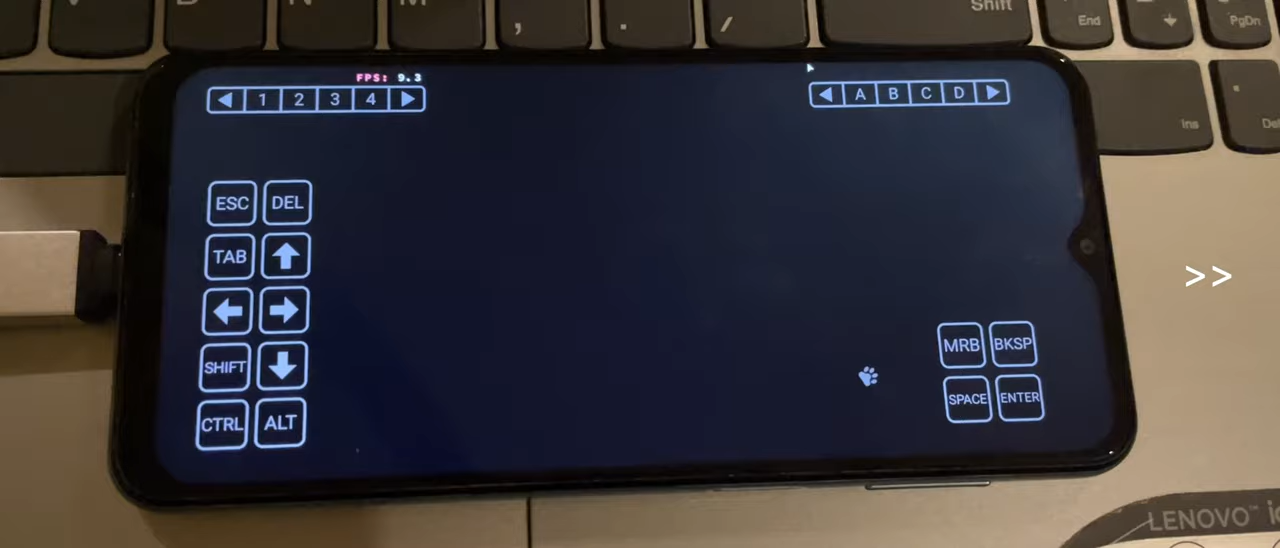 , . / Shift End PgDn
FPS: 9.3
1 2 3 4
A B C D
Ins
ESC DEL
TAB
>>
MRB BKSP
SHIFT
SPACE ENTER
CTRL ALT
LENOVO™